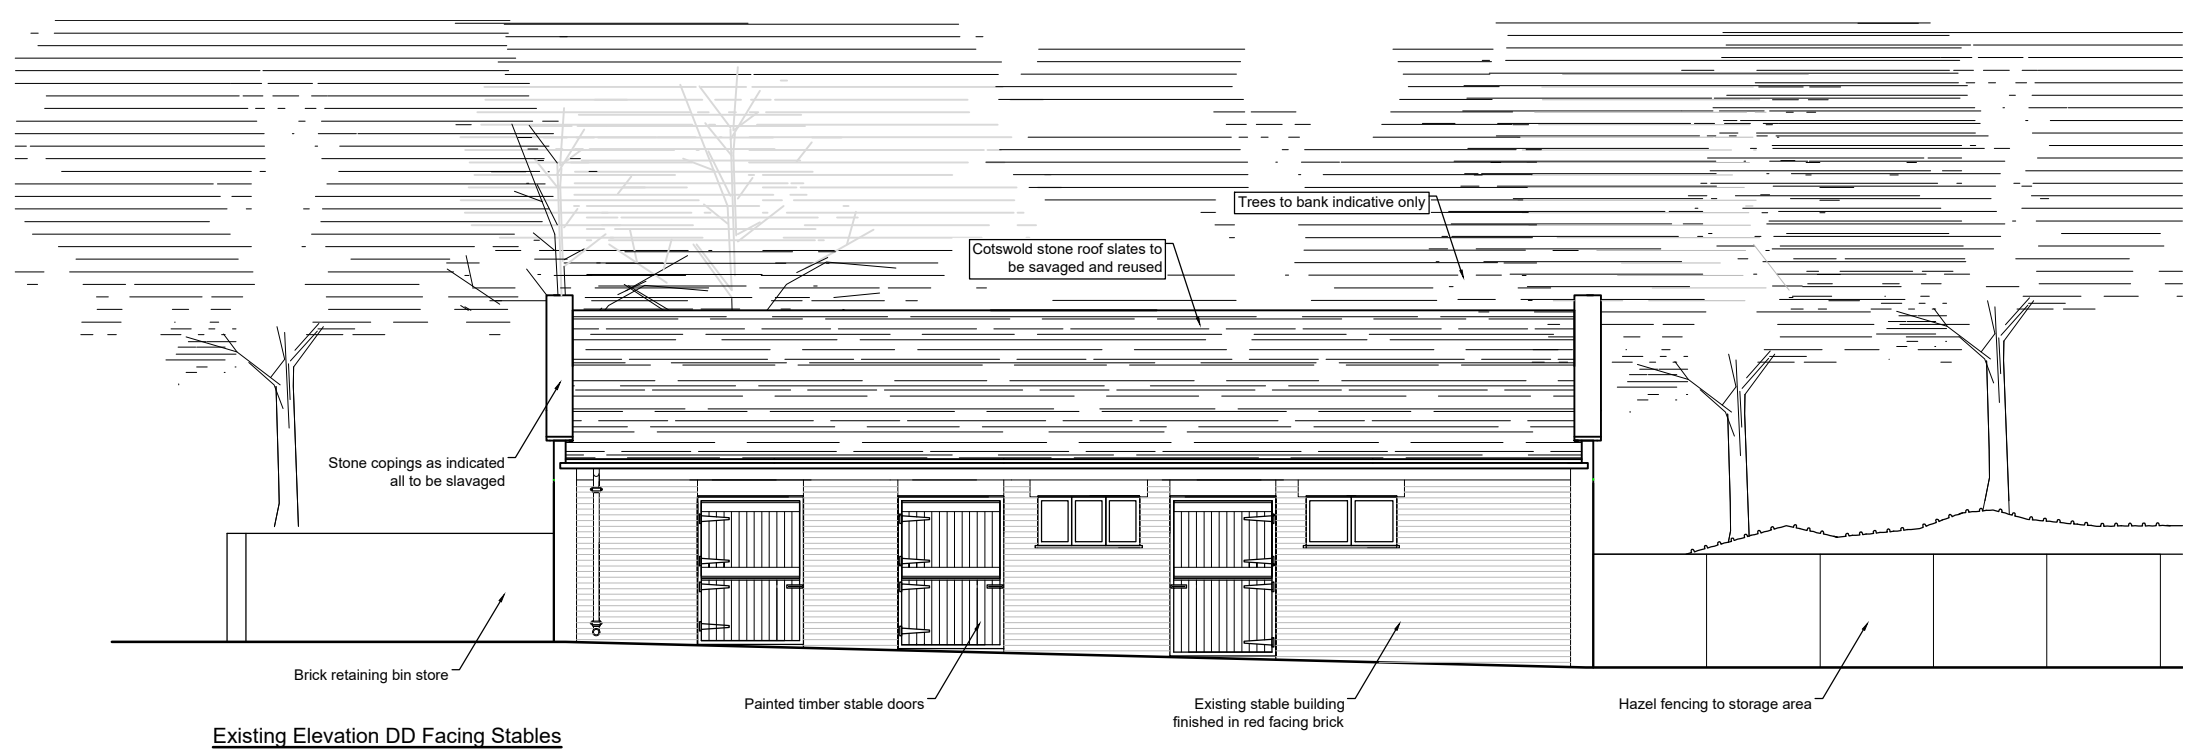 Trees to bank indicative only
Cotswold stone roof slates to
be savaged and reused
Stone copings as indicated
all to be slavaged
Brick retaining bin store
Painted timber stable doors
Existing stable building
finished in red facing brick
Hazel fencing to storage area
Existing Elevation DD Facing Stables